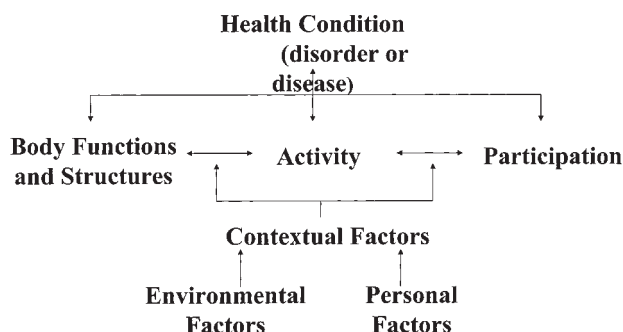 Health Condition
(disorder or
disease)
Body Functions
and Structures
Activity
Participation
Contextual Factors
Environmental
Factors
Personal
Factors